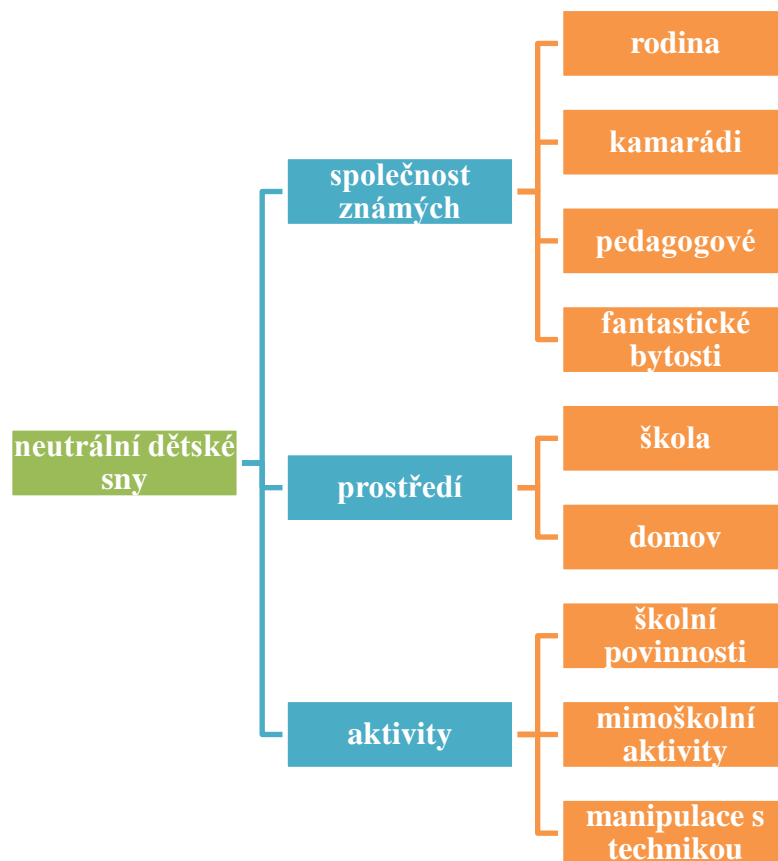 neutrální dětské
sny
společnost
známých
rodina
kamarádi
pedagogové
fantastické
bytosti
prostředí
škola
domov
aktivity
školní
povinnosti
mimoškolní
aktivity
manipulace s
technikou